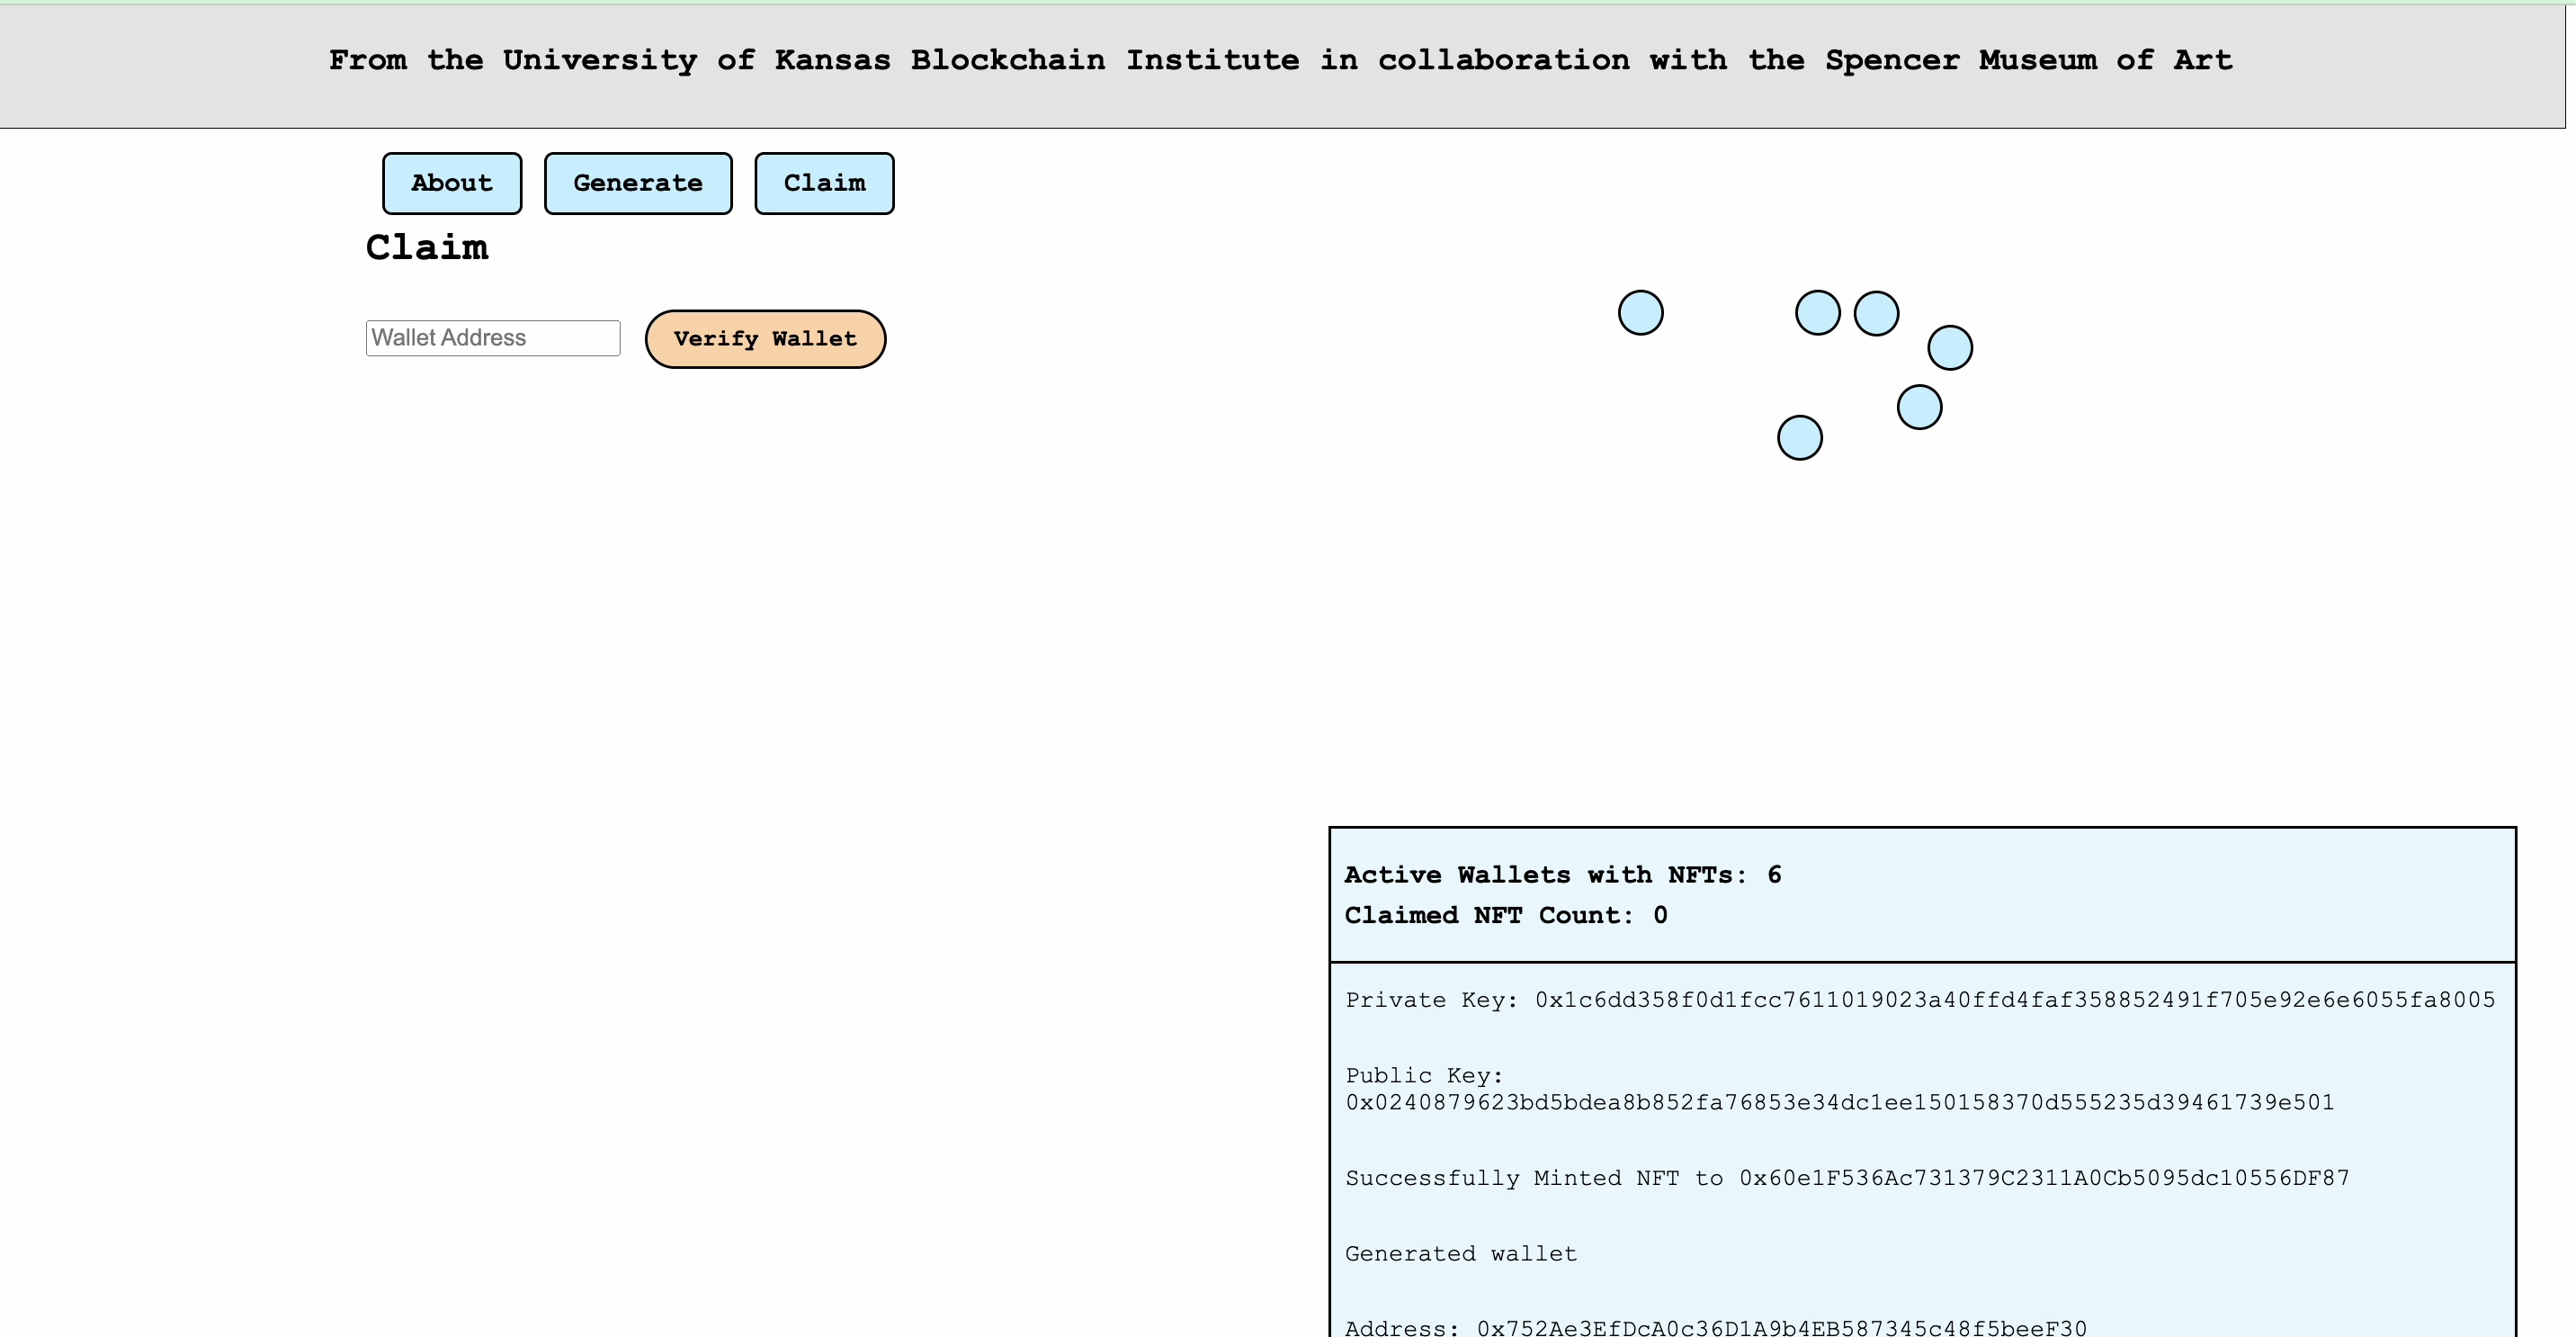 From the University of Kansas Blockchain Institute in collaboration with the Spencer Museum of Art
About Generate Claim
Claim
Wallet Address Verify Wallet
Active Wallets with NFTs: 6
Claimed NFT Count: 0
Private Key: 0x1c6dd358f0d1fcc7611019023a40ffd4faf358852491f705e92e6e6055fa8005
Public Key:
0x0240879623bd5bdea8b852fa76853e34dc1ee150158370d555235d39461739e501
Successfully Minted NFT to 0x60e1F536Ac731379C2311A0Cb5095dc10556DF87
Generated wallet
Address: 0x752Ae3EfDcA0c36D1A9b4EB587345c48f5beeF30